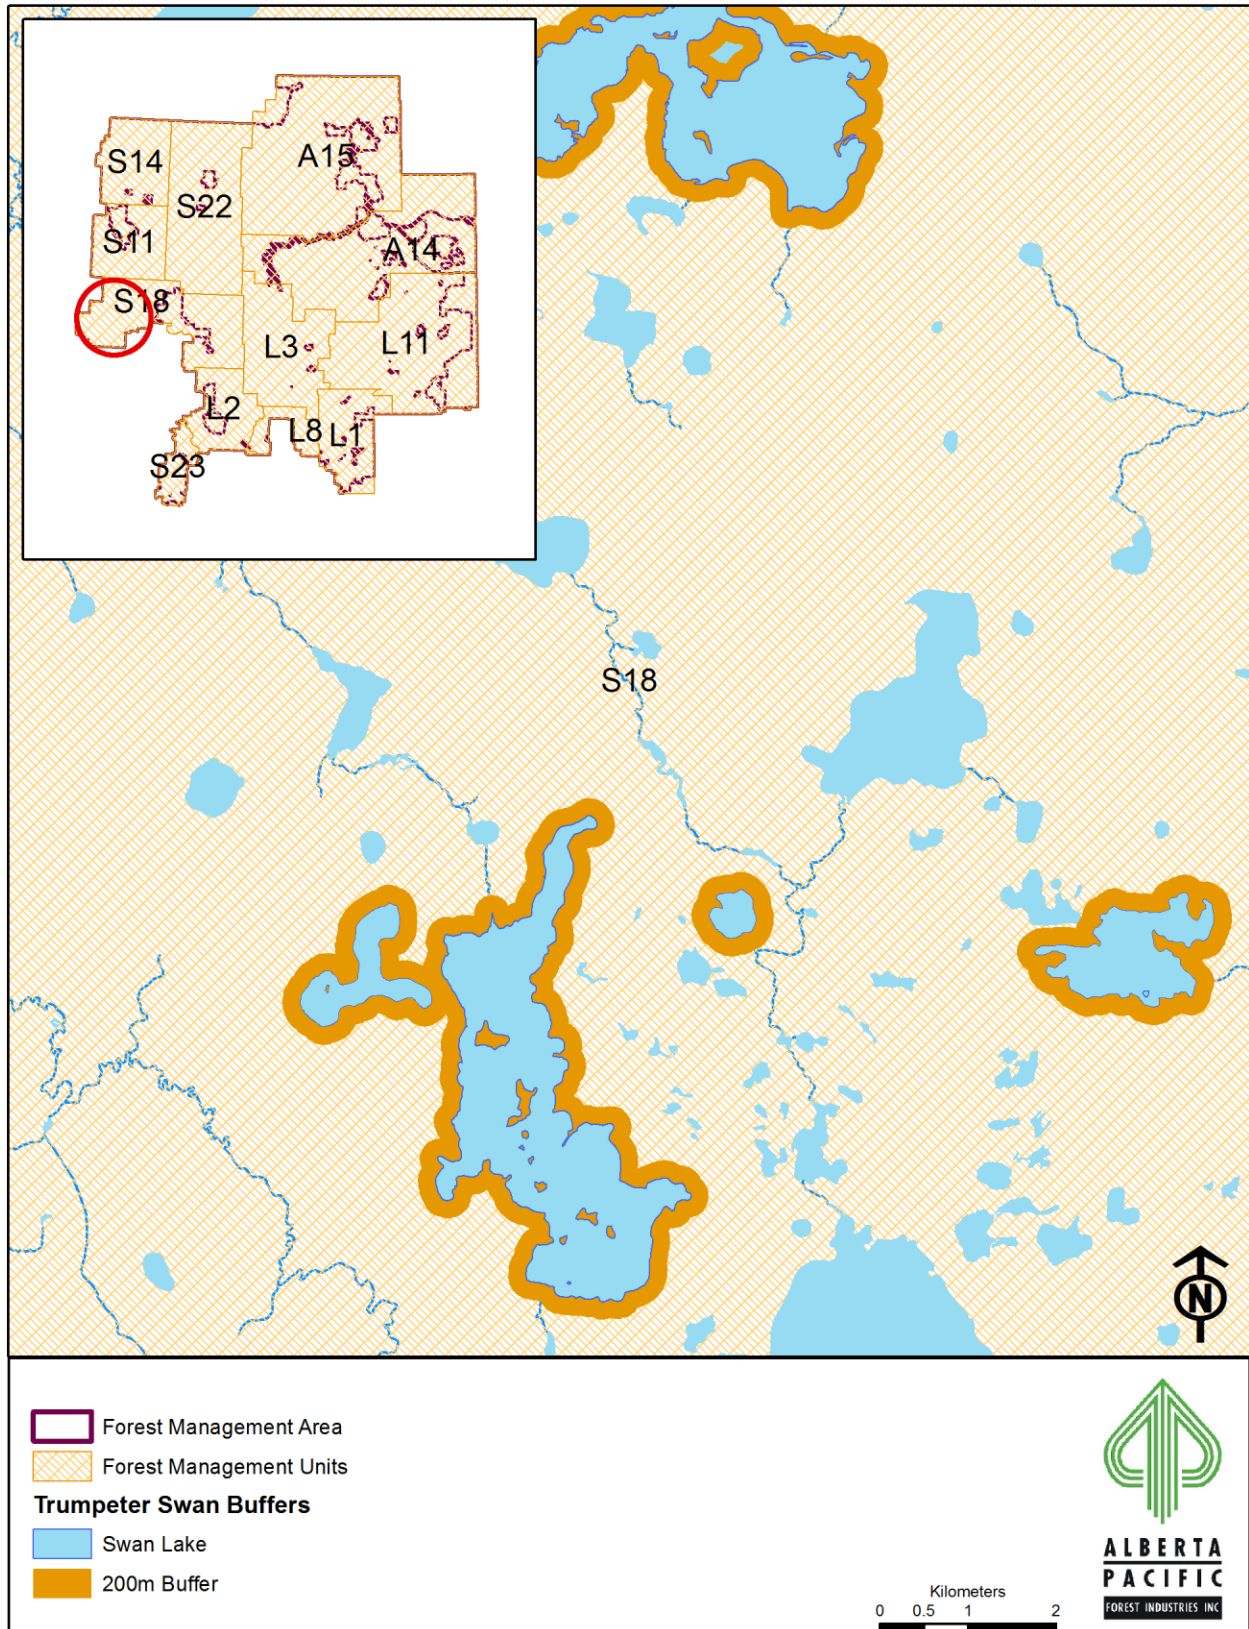 S14
A15
S22
S11
A14
S18
L3
L11
L2
L8
L1
S23
S18
N
Forest Management Area
Forest Management Units
Trumpeter Swan Buffers
Swan Lake
200m Buffer
Kilometers
0 0.5 1 2
ALBERTA
PACIFIC
FOREST INDUSTRIES INC